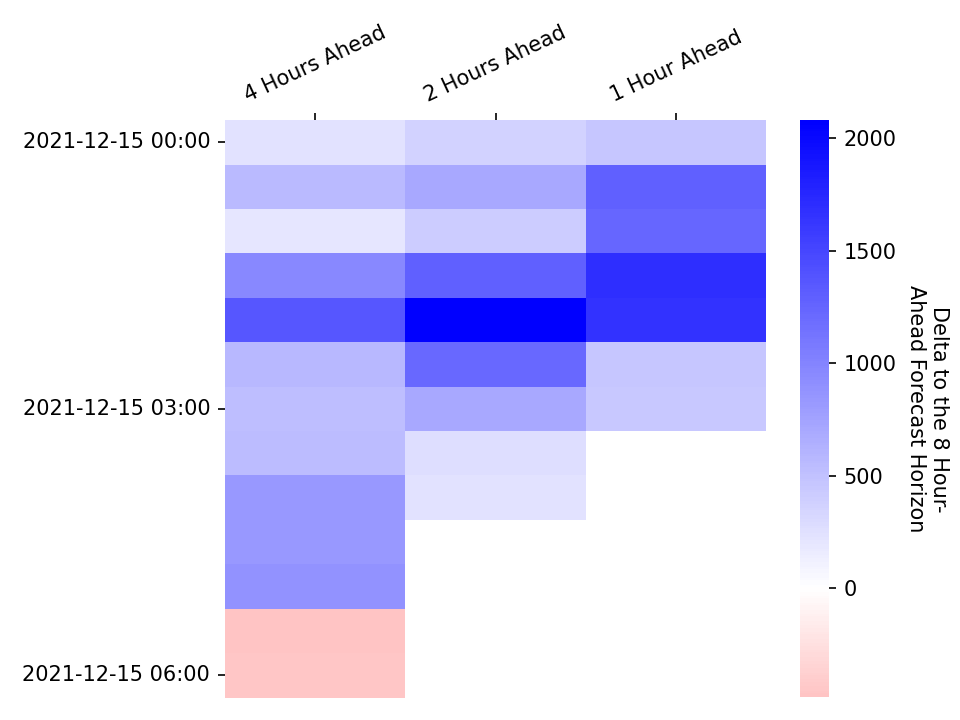 4 Hours Ahead
2 Hours Ahead
1 Hour Ahead
2021-12-15 00:00
2021-12-15 03:00
2021-12-15 06:00
2000
1500
1000
500
0
Delta to the 8 Hour-
Ahead Forecast Horizon